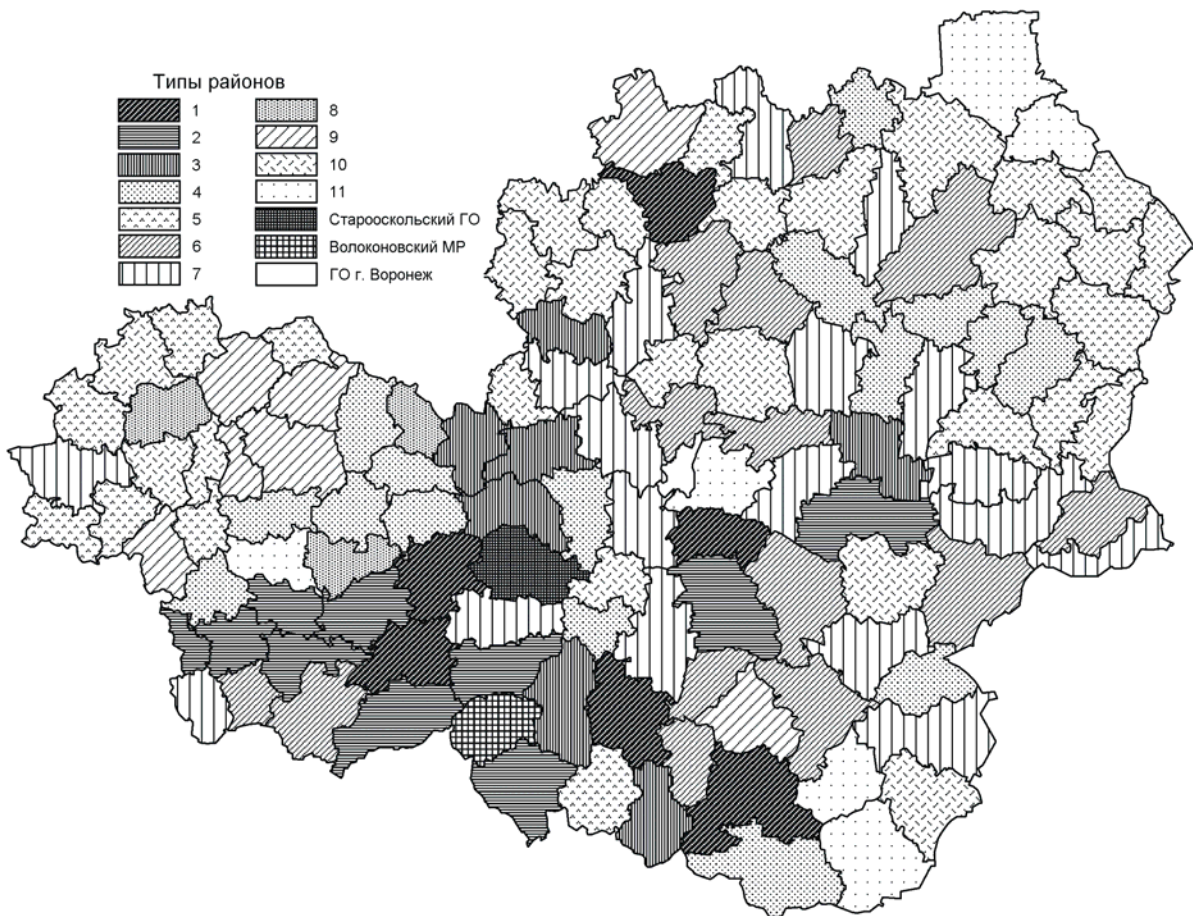 Типы районов
1
2
3
4
5
6
7
8
9
10
11
Старооскольский ГО
Волоконовский МР
ГО г. Воронеж